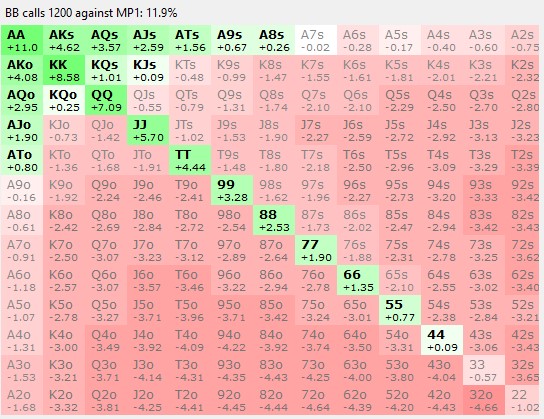 BB calls 1200 against MP1: 11.9%
AA AKs AQs AJs ATs A9s A8s A7s A6s A5s A4s A3s A2s
+11.0 +4.62 +3.57 +2.59 +1.56 +0.67 +0.26 -0.02 -0.28 -0.17 -0.40 -0.60 -0.75
AKo KK KQs KJs KTs K9s K8s K7s K6s K5s K4s K3s K2s
+4.08 +8.58 +1.01 +0.09 -0.48 -0.99 -1.47 -1.55 -1.61 -1.81 -2.01 -2.21 -2.32
AQo KQo QQ QJs QTs Q9s Q8s Q7s Q6s Q5s Q4s Q3s Q2s
+2.95 +0.25 +7.09 -0.55 -0.79 -1.31 -1.74 -2.10 -2.10 -2.29 -2.50 -2.70 -2.80
AJo KJo QJo JJ JTs J9s J8s J7s J6s J5s J4s J3s J2s
+1.90 -0.73 -1.42 +5.70 -1.02 -1.53 -1.90 -2.27 -2.59 -2.72 -2.92 -3.13 -3.23
ATo KTo QTo JTo TT T9s T8s T7s T6s T5s T4s T3s T2s
+0.80 -1.36 -1.68 -1.91 +4.44 -1.48 -1.80 -2.18 -2.50 -2.96 -3.09 -3.29 -3.39
A9o K9o Q9o J9o T9o 99 98s 97s 96s 95s 94s 93s 92s
-0.16 -1.92 -2.24 -2.46 -2.41 +3.28 -1.62 -1.96 -2.27 -2.73 -3.20 -3.33 -3.42
A8o K8o Q8o J8o T8o 98o 88 87s 86s 85s 84s 83s 82s
-0.61 -2.42 -2.69 -2.84 -2.72 -2.54 +2.53 -1.73 -2.02 -2.47 -2.94 -3.42 -3.43
A7o K7o Q7o J7o T7o 97o 87o 77 76s 75s 74s 73s 72s
-0.91 -2.50 -3.07 -3.23 -3.12 -2.89 -2.64 +1.90 -1.88 -2.31 -2.78 -3.25 -3.62
A6o K6o Q6o J6o T6o 96o 86o 76o 66 65s 64s 63s 62s
-1.18 -2.57 -3.07 -3.57 -3.46 -3.22 -2.94 -2.78 +1.35 -2.10 -2.55 -3.02 -3.40
A5o K5o Q5o J5o T5o 95o 85o 75o 65o 55 54s 53s 52s
-1.07 -2.78 -3.27 -3.71 -3.96 -3.71 -3.42 -3.24 -3.01 +0.77 -2.38 -2.84 -3.21
A4o K4o Q4o J4o T4o 94o 84o 74o 64o 54o 44 43s 42s
-1.31 -3.00 -3.49 -3.92 -4.09 -4.22 -3.92 -3.74 -3.50 -3.31 +0.09 -3.06 -3.43
A3o K3o Q3o J3o T3o 93o 83o 73o 63o 53o 43o 33 32s
-1.53 -3.21 -3.71 -4.14 -4.31 -4.35 -4.43 -4.25 -4.00 -3.80 -4.04 -0.57 -3.65
A2o K2o Q2o J2o T2o 92o 82o 72o 62o 52o 42o 32o 22
-1.68 -3.32 -3.81 -4.25 -4.41 -4.45 -4.44 -4.64 -4.39 -4.20 -4.43 -4.66 -1.02